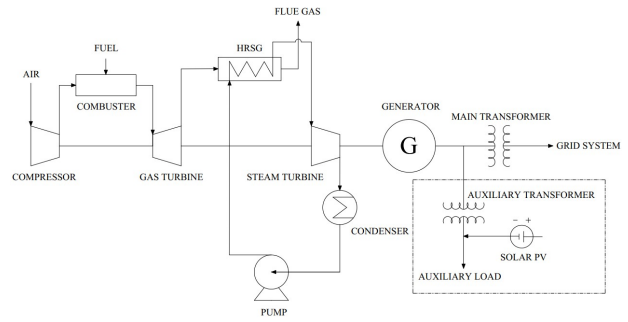 FLUE GAS
FUEL
HRSG
AIR
COMBUSTER
GENERATOR
MAIN TRANSFORMER
G
GRID SYSTEM
COMPRESSOR
GAS TURBINE
STEAM TURBINE
AUXILIARY TRANSFORMER
CONDENSER
- +
SOLAR PV
AUXILIARY LOAD
PUMP